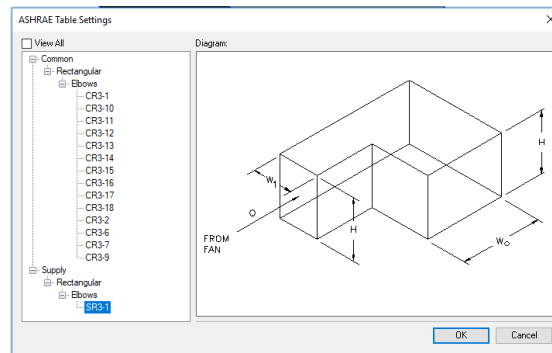 ASHRAE Table Settings
View All
Diagram:
Common
Rectangular
Elbows
CR3-1
CR3-10
CR3-11
CR3-12
CR3-13
CR3-14
CR3-15
CR3-16
CR3-17
CR3-18
CR3-2
CR3-6
CR3-7
CR3-9
Supply
Rectangular
Elbows
SR3-1
H
W1
Q
H
Wo
FROM
FAN
OK
Cancel